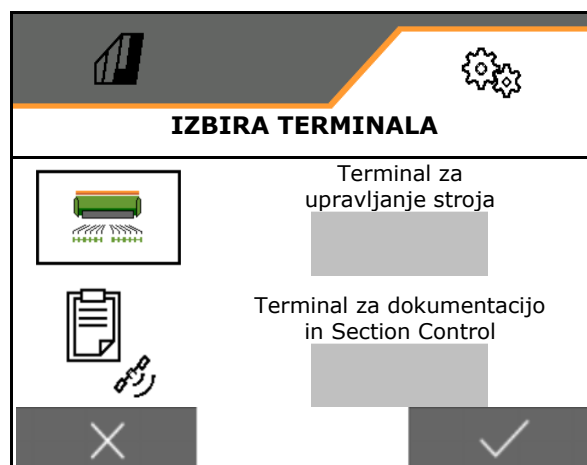 IZBIRA TERMINALA
Terminal za
upravljanje stroja
Terminal za dokumentacijo
in Section Control